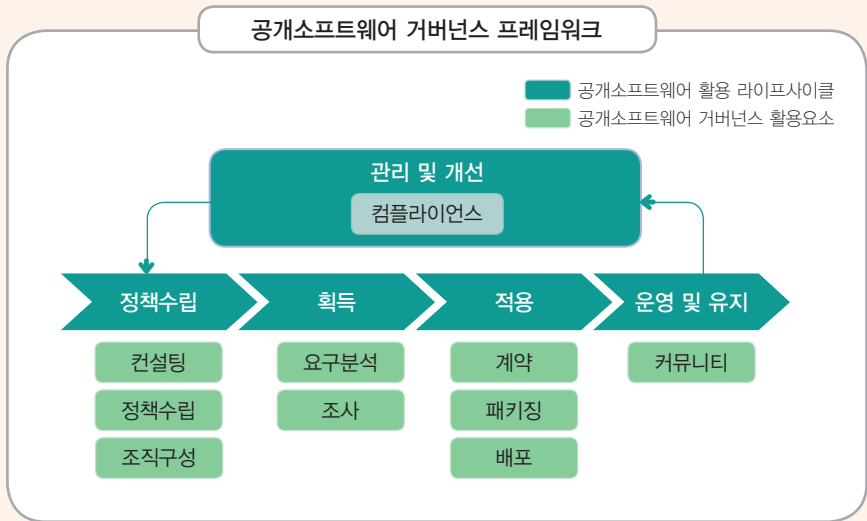 공개소프트웨어 거버넌스 프레임워크
공개소프트웨어 활용 라이프사이클
공개소프트웨어 거버넌스 활용요소
관리 및 개선
컴플라이언스
정책수립
획득
적용
운영 및 유지
컨설팅
정책수립
조직구성
요구분석
조사
계약
패키징
배포
커뮤니티